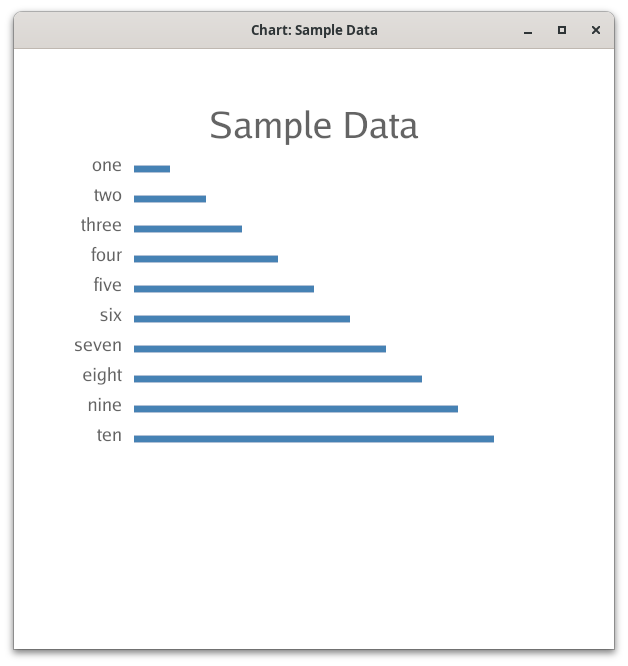 Chart: Sample Data
Sample Data
one
two
three
four
five
six
seven
eight
nine
ten